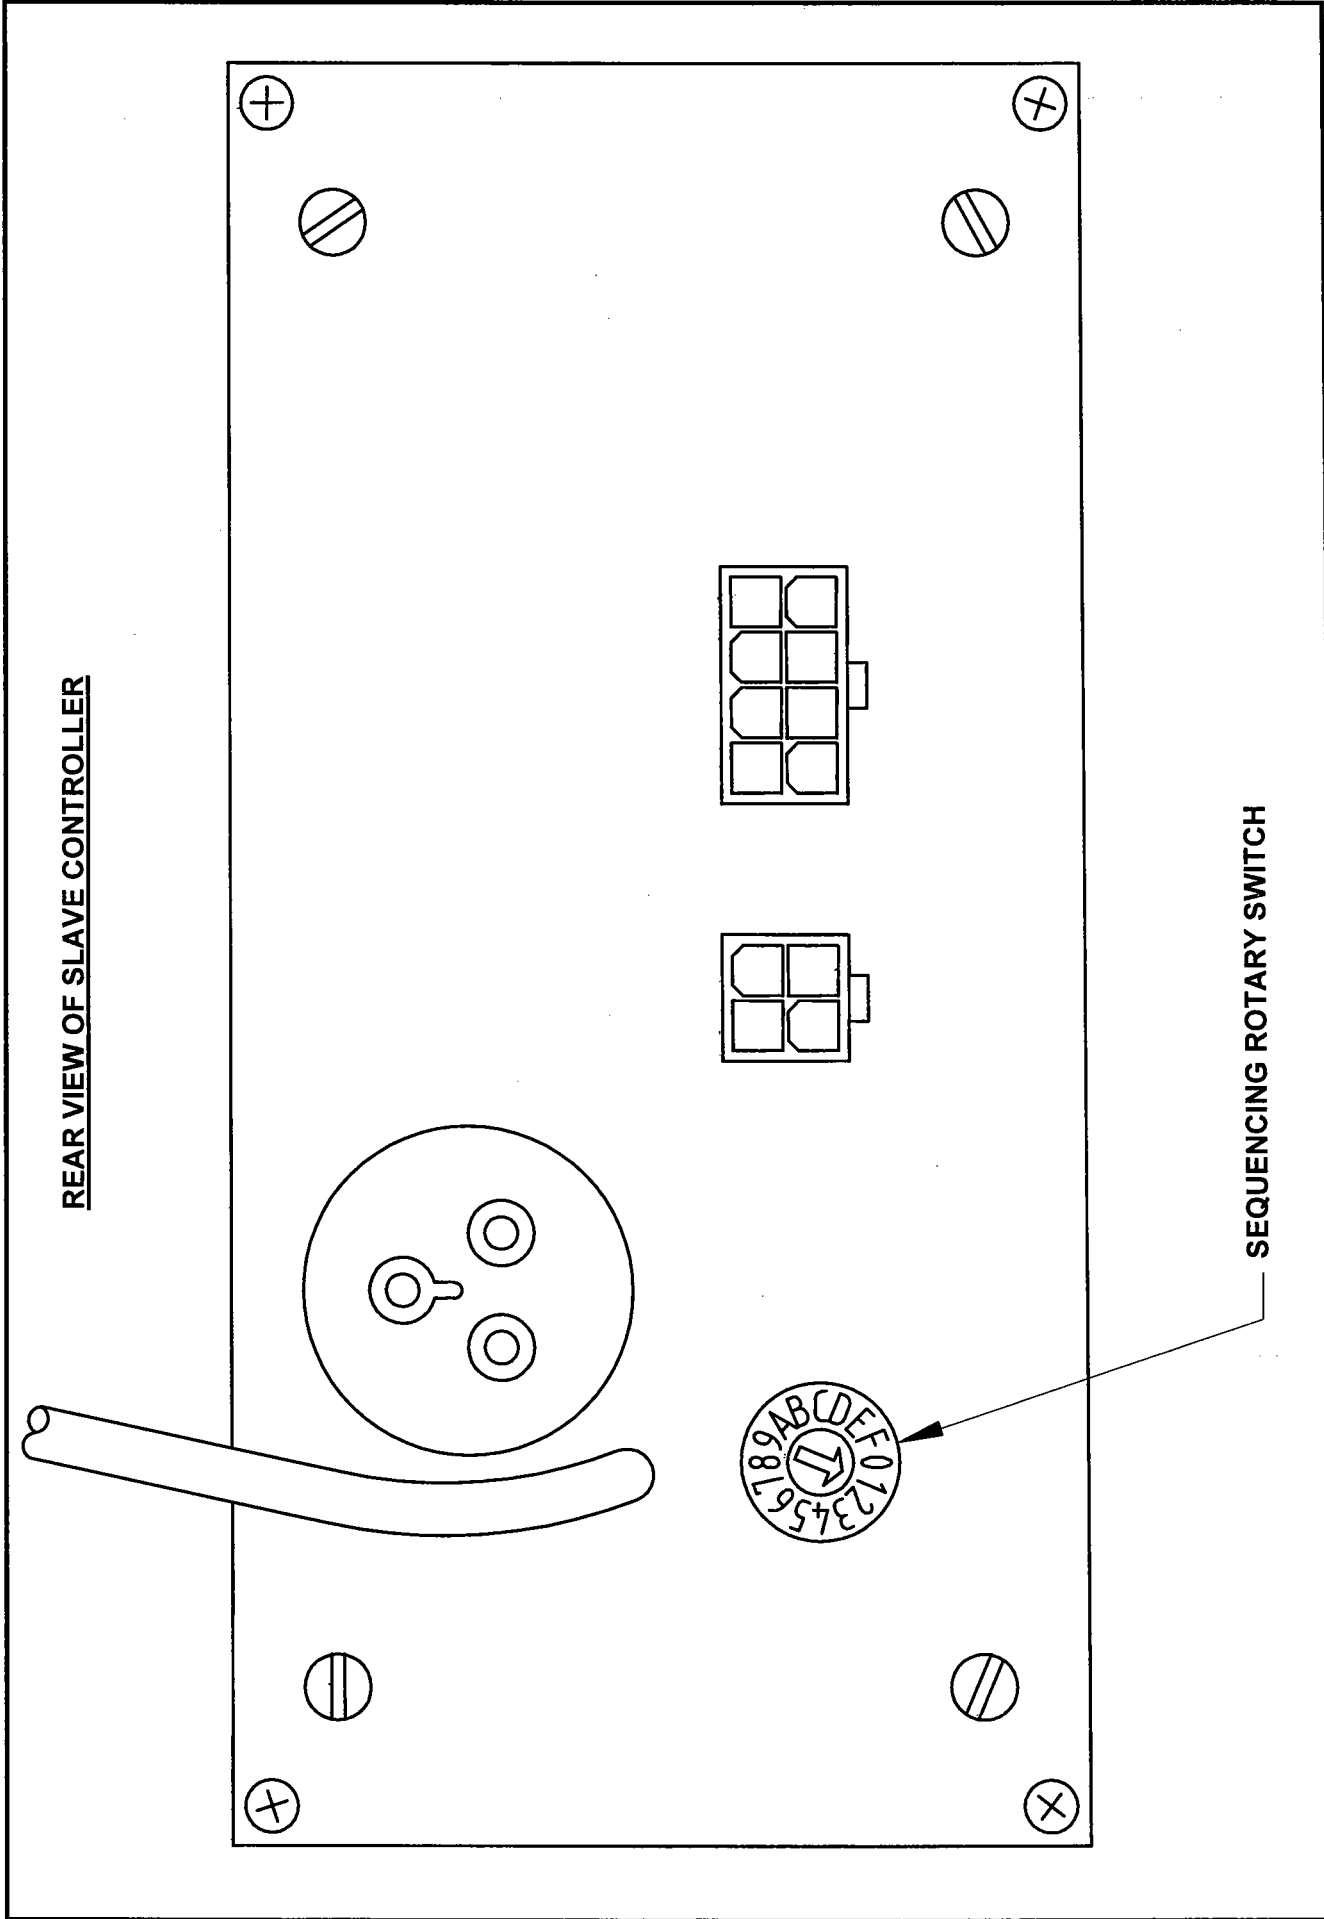 REAR VIEW OF SLAVE CONTROLLER
0123456789ABCDEF
SEQUENCING ROTARY SWITCH